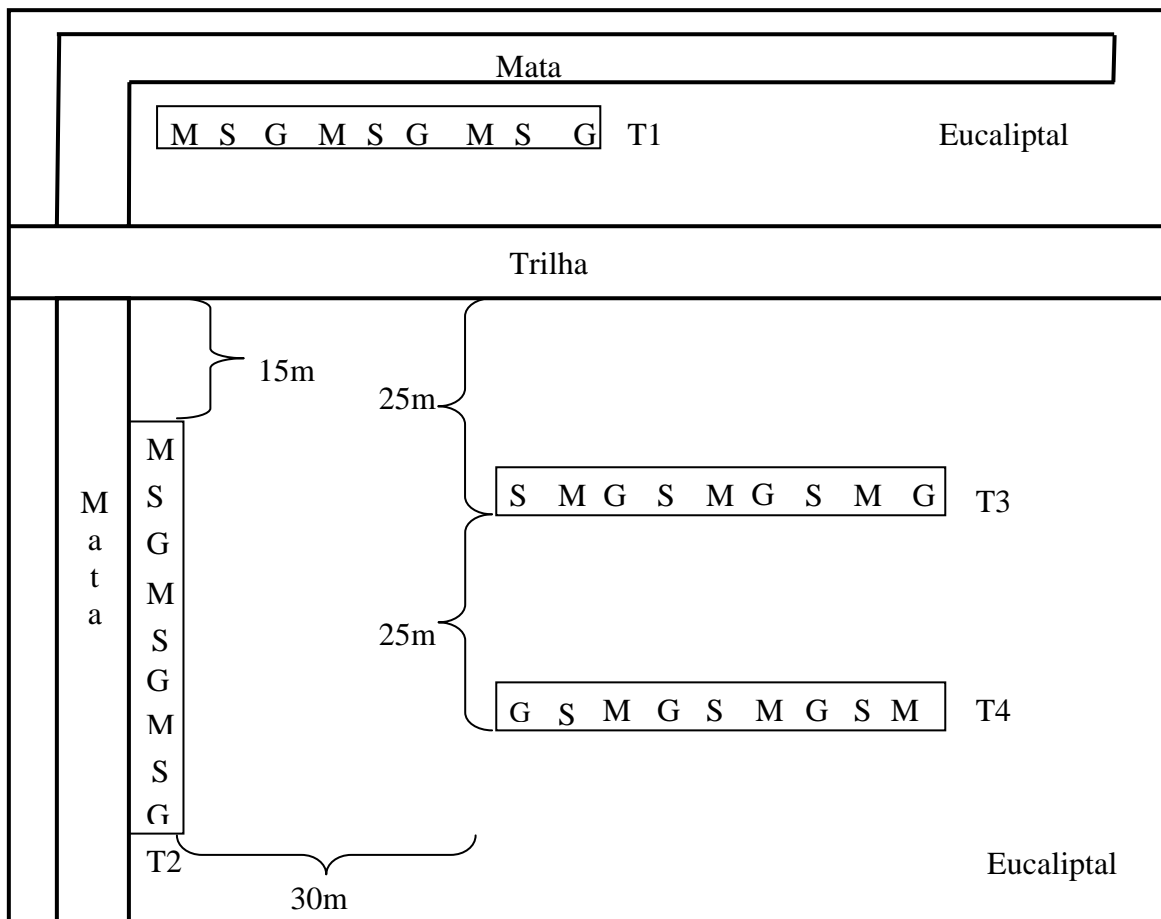 Mata
M S G M S G M S G T1 Eucaliptal
Trilha
15m
25m
M
a
t
a
M
S
G
M
S
G
M
S
G
T2
S M G S M G S M G T3
25m
G S M G S M G S M T4
30m
Eucaliptal